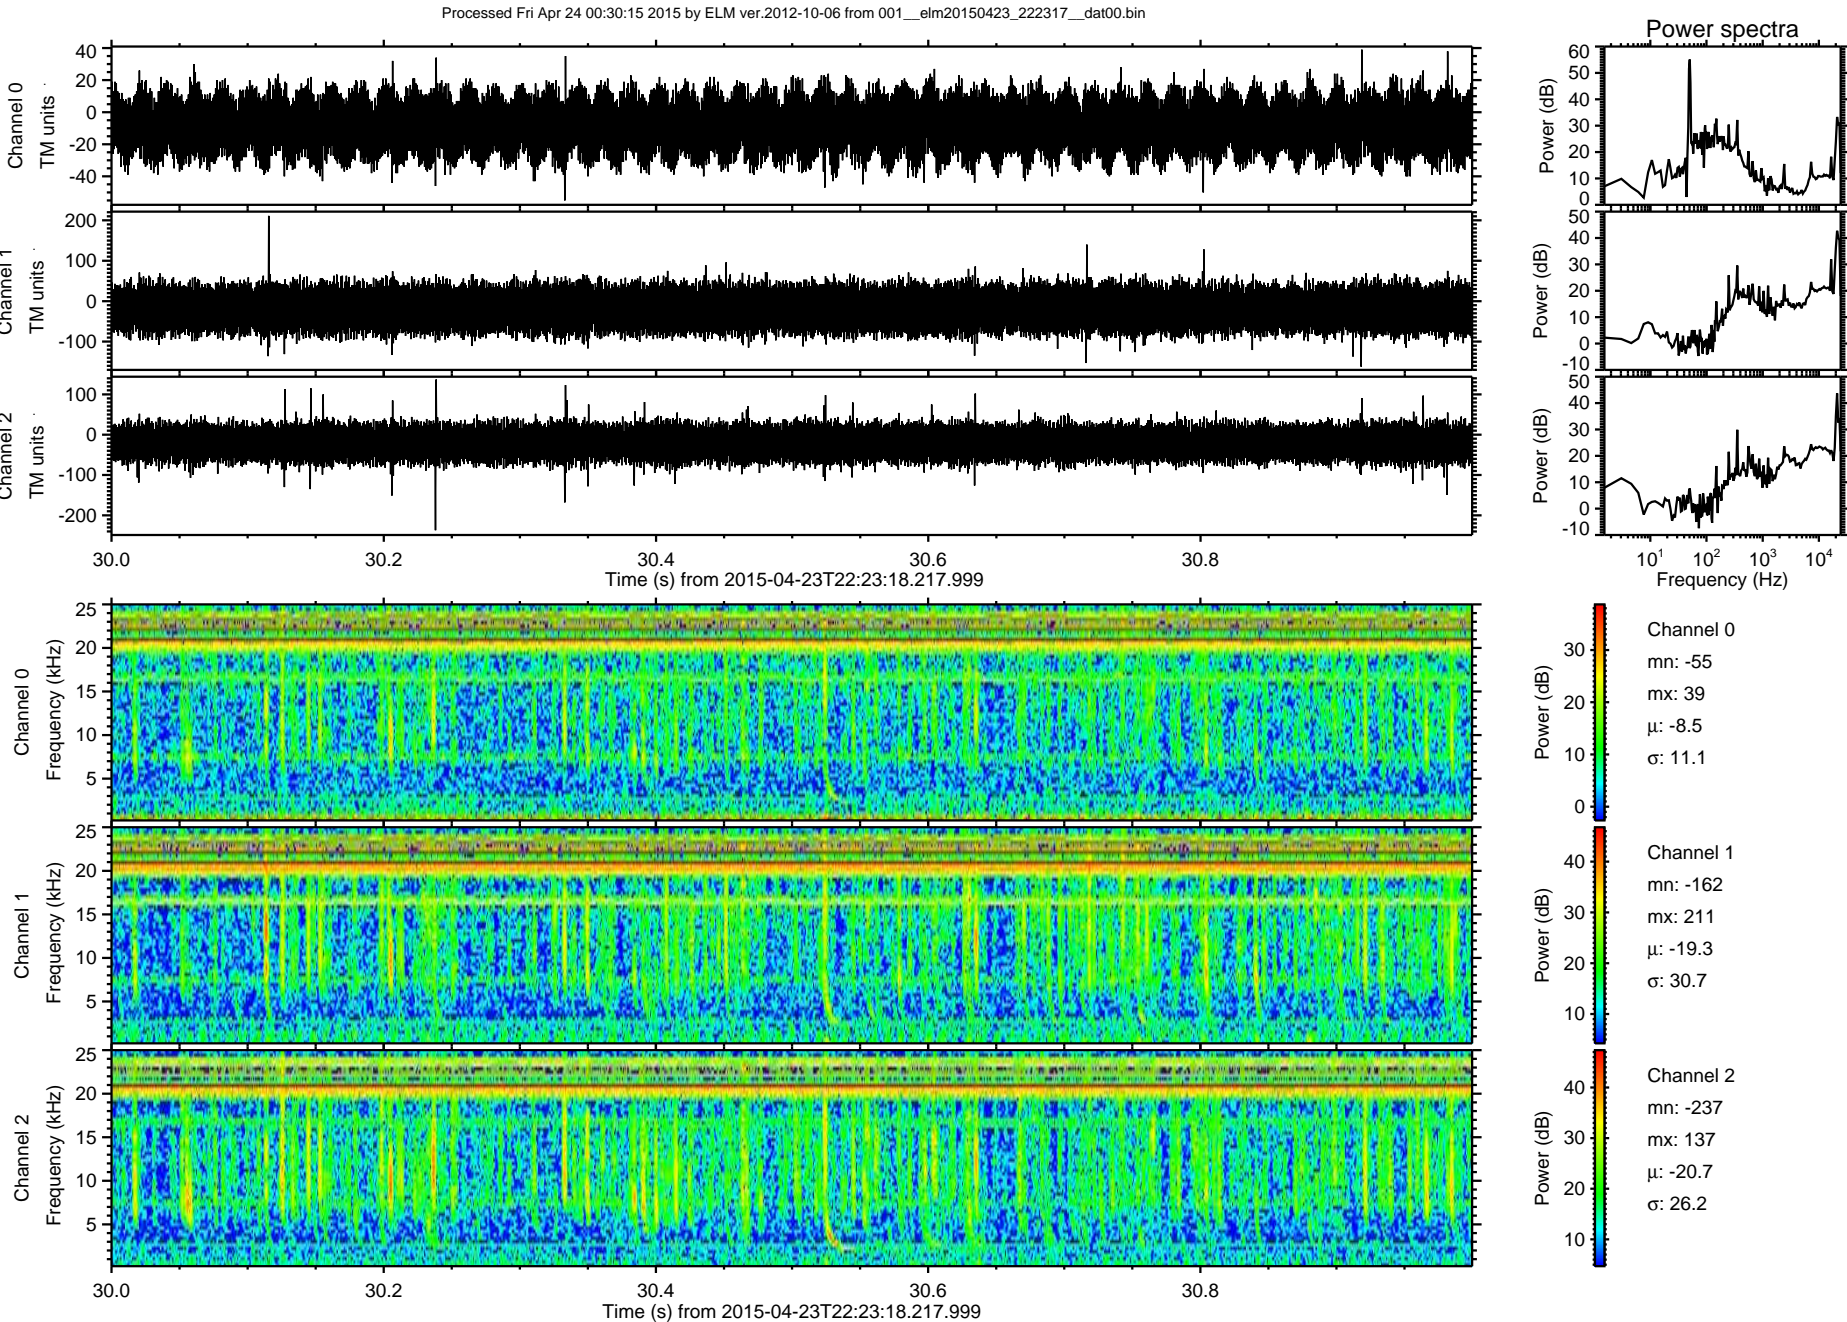 Processed Fri Apr 24 00:30:15 2015 by ELM ver.2012-10-06 from 001__elm20150423_222317__dat00.bin
Power spectra
Channel 0
TM units
40
20
0
-20
-40
Power (dB)
60
50
40
30
20
10
0
Channel 1
TM units
200
100
0
-100
Power (dB)
50
40
30
20
10
0
-10
Channel 2
TM units
100
0
-100
-200
Power (dB)
50
40
30
20
10
0
-10
30.0 30.2 30.4 30.6 30.8
Time (s) from 2015-04-23T22:23:18.217.999
10¹ 10² 10³ 10⁴
Frequency (Hz)
Channel 0
Frequency (kHz)
25
20
15
10
5
Power (dB)
30
20
10
0
Channel 0
mn: -55
mx: 39
μ: -8.5
σ: 11.1
Channel 1
Frequency (kHz)
25
20
15
10
5
Power (dB)
40
30
20
10
Channel 1
mn: -162
mx: 211
μ: -19.3
σ: 30.7
Channel 2
Frequency (kHz)
25
20
15
10
5
Power (dB)
40
30
20
10
Channel 2
mn: -237
mx: 137
μ: -20.7
σ: 26.2
30.0 30.2 30.4 30.6 30.8
Time (s) from 2015-04-23T22:23:18.217.999